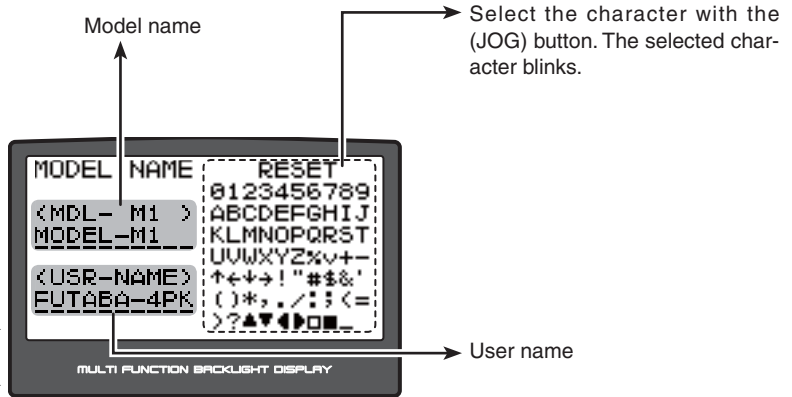 Model name
Select the character with the
(JOG) button. The selected char-
acter blinks.
MODEL NAME
(MDL- M1 )
MODEL-M1
(USR-NAME)
FUTABA-4PK
RESET
0123456789
ABCDEFGHIJ
KLMNOPQRST
UVWXYZ%v+-
↑←↓→!"#$&'
()*,./:;<=
>?▲▼◀▶□■_
User name
MULTI FUNCTION BACKLIGHT DISPLAY